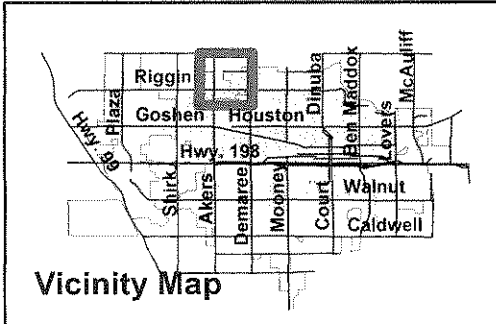 Riggin
Goshen
Houston
Hwy. 198
Walnut
Caldwell
Hwy. 99
Plaza
Shirk
Akers
Demaree
Mooney
Court
Dinuba
Ben Maddox
Lovers
McAuliff
Vicinity Map